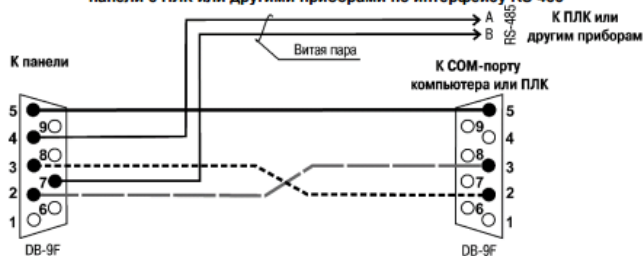 панели с ПЛК или другими приборами по интерфейсу RS-485
A
B
RS-485
К ПЛК или
другим приборам
Витая пара
К панели
К COM-порту
компьютера или ПЛК
5
9
4
8
3
7
2
6
1
DB-9F
5
9
4
8
3
7
2
6
1
DB-9F